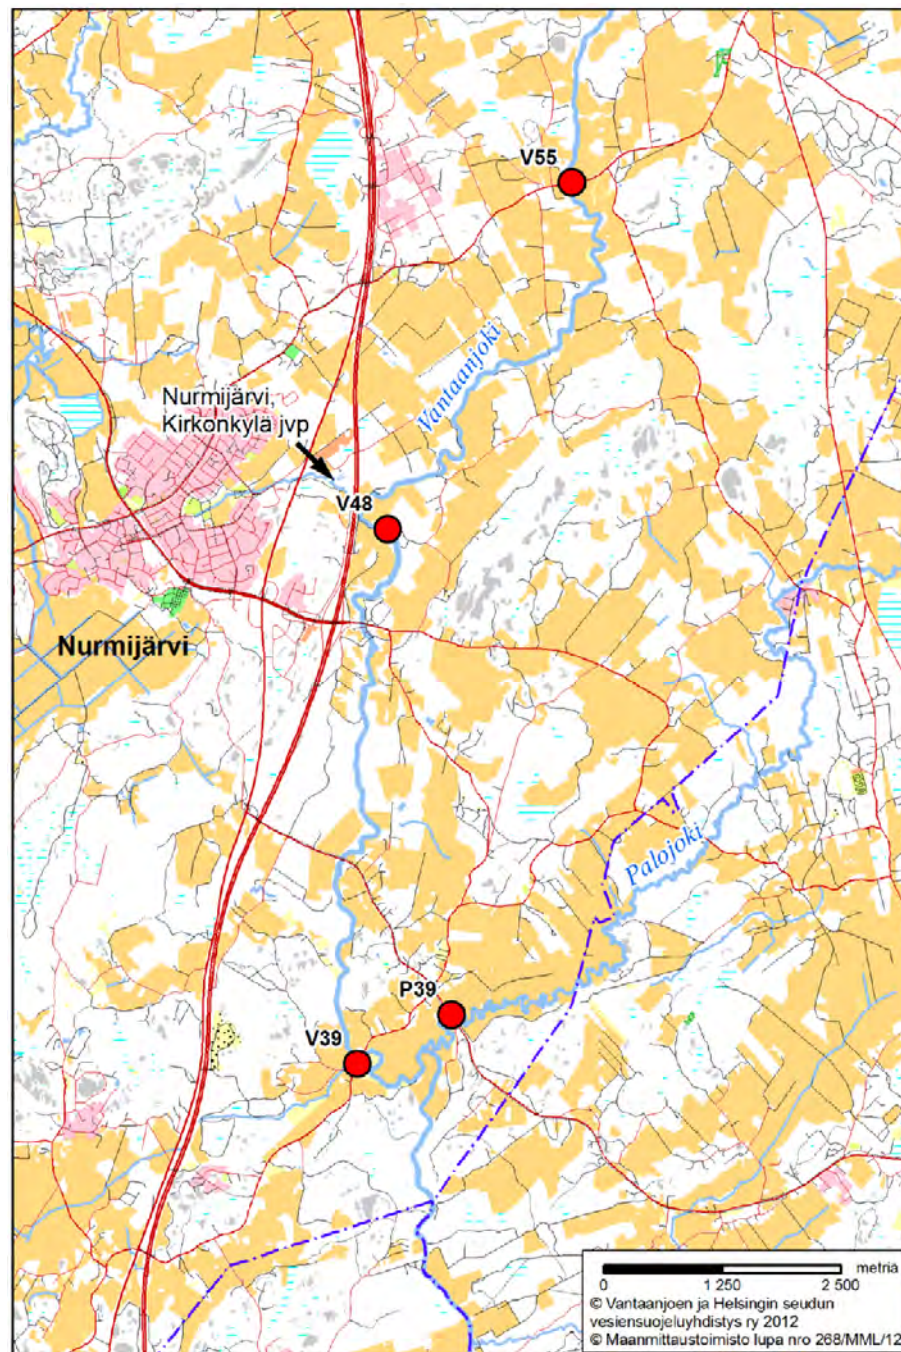 V55
Vantaanjoki
Nurmijärvi,
Kirkonkylä jvp
V48
Nurmijärvi
Palojoki
P39
V39
metriä
0 1 250 2 500
© Vantaanjoen ja Helsingin seudun
vesiensuojeluyhdistys ry 2012
© Maanmittaustoimisto lupa nro 268/MML/12